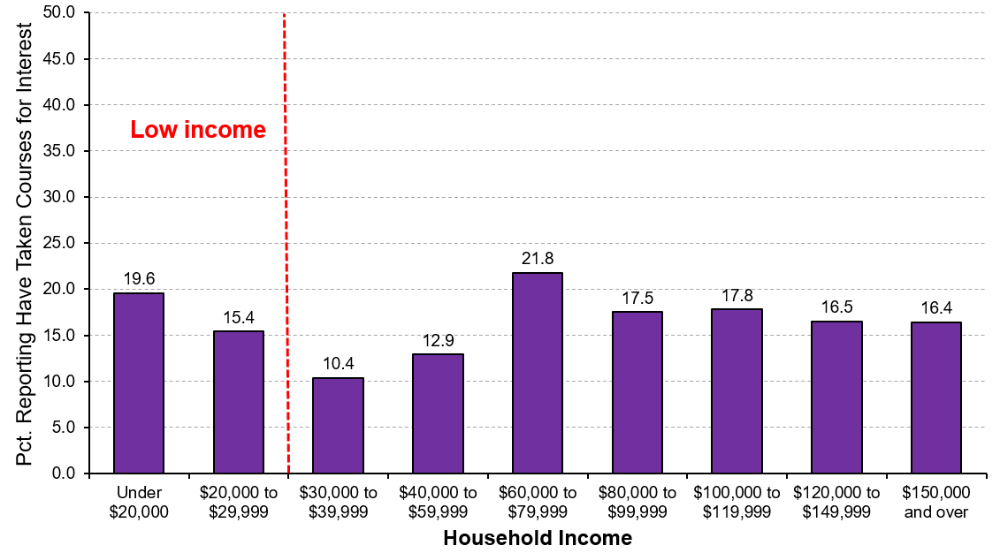 Pct. Reporting Have Taken Courses for Interest
50.0
45.0
40.0
35.0
30.0
25.0
20.0
15.0
10.0
5.0
0.0
Low income
19.6
15.4
10.4
12.9
21.8
17.5
17.8
16.5
16.4
Under
$20,000
$20,000 to
$29,999
$30,000 to
$39,999
$40,000 to
$59,999
$60,000 to
$79,999
$80,000 to
$99,999
$100,000 to
$119,999
$120,000 to
$149,999
$150,000
and over
Household Income